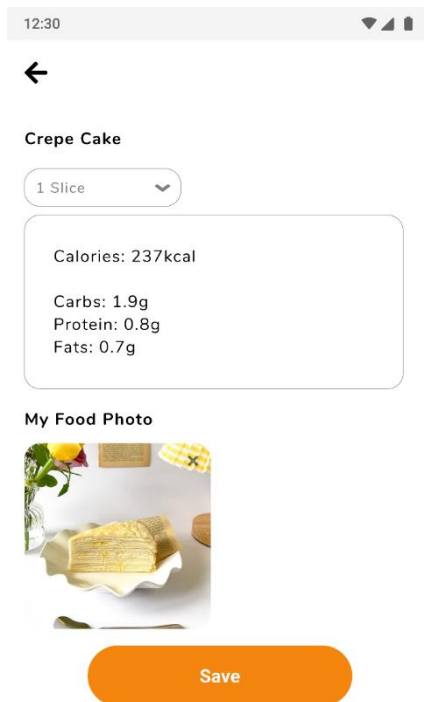 12:30
Crepe Cake
1 Slice
Calories: 237kcal
Carbs: 1.9g
Protein: 0.8g
Fats: 0.7g
My Food Photo
Save